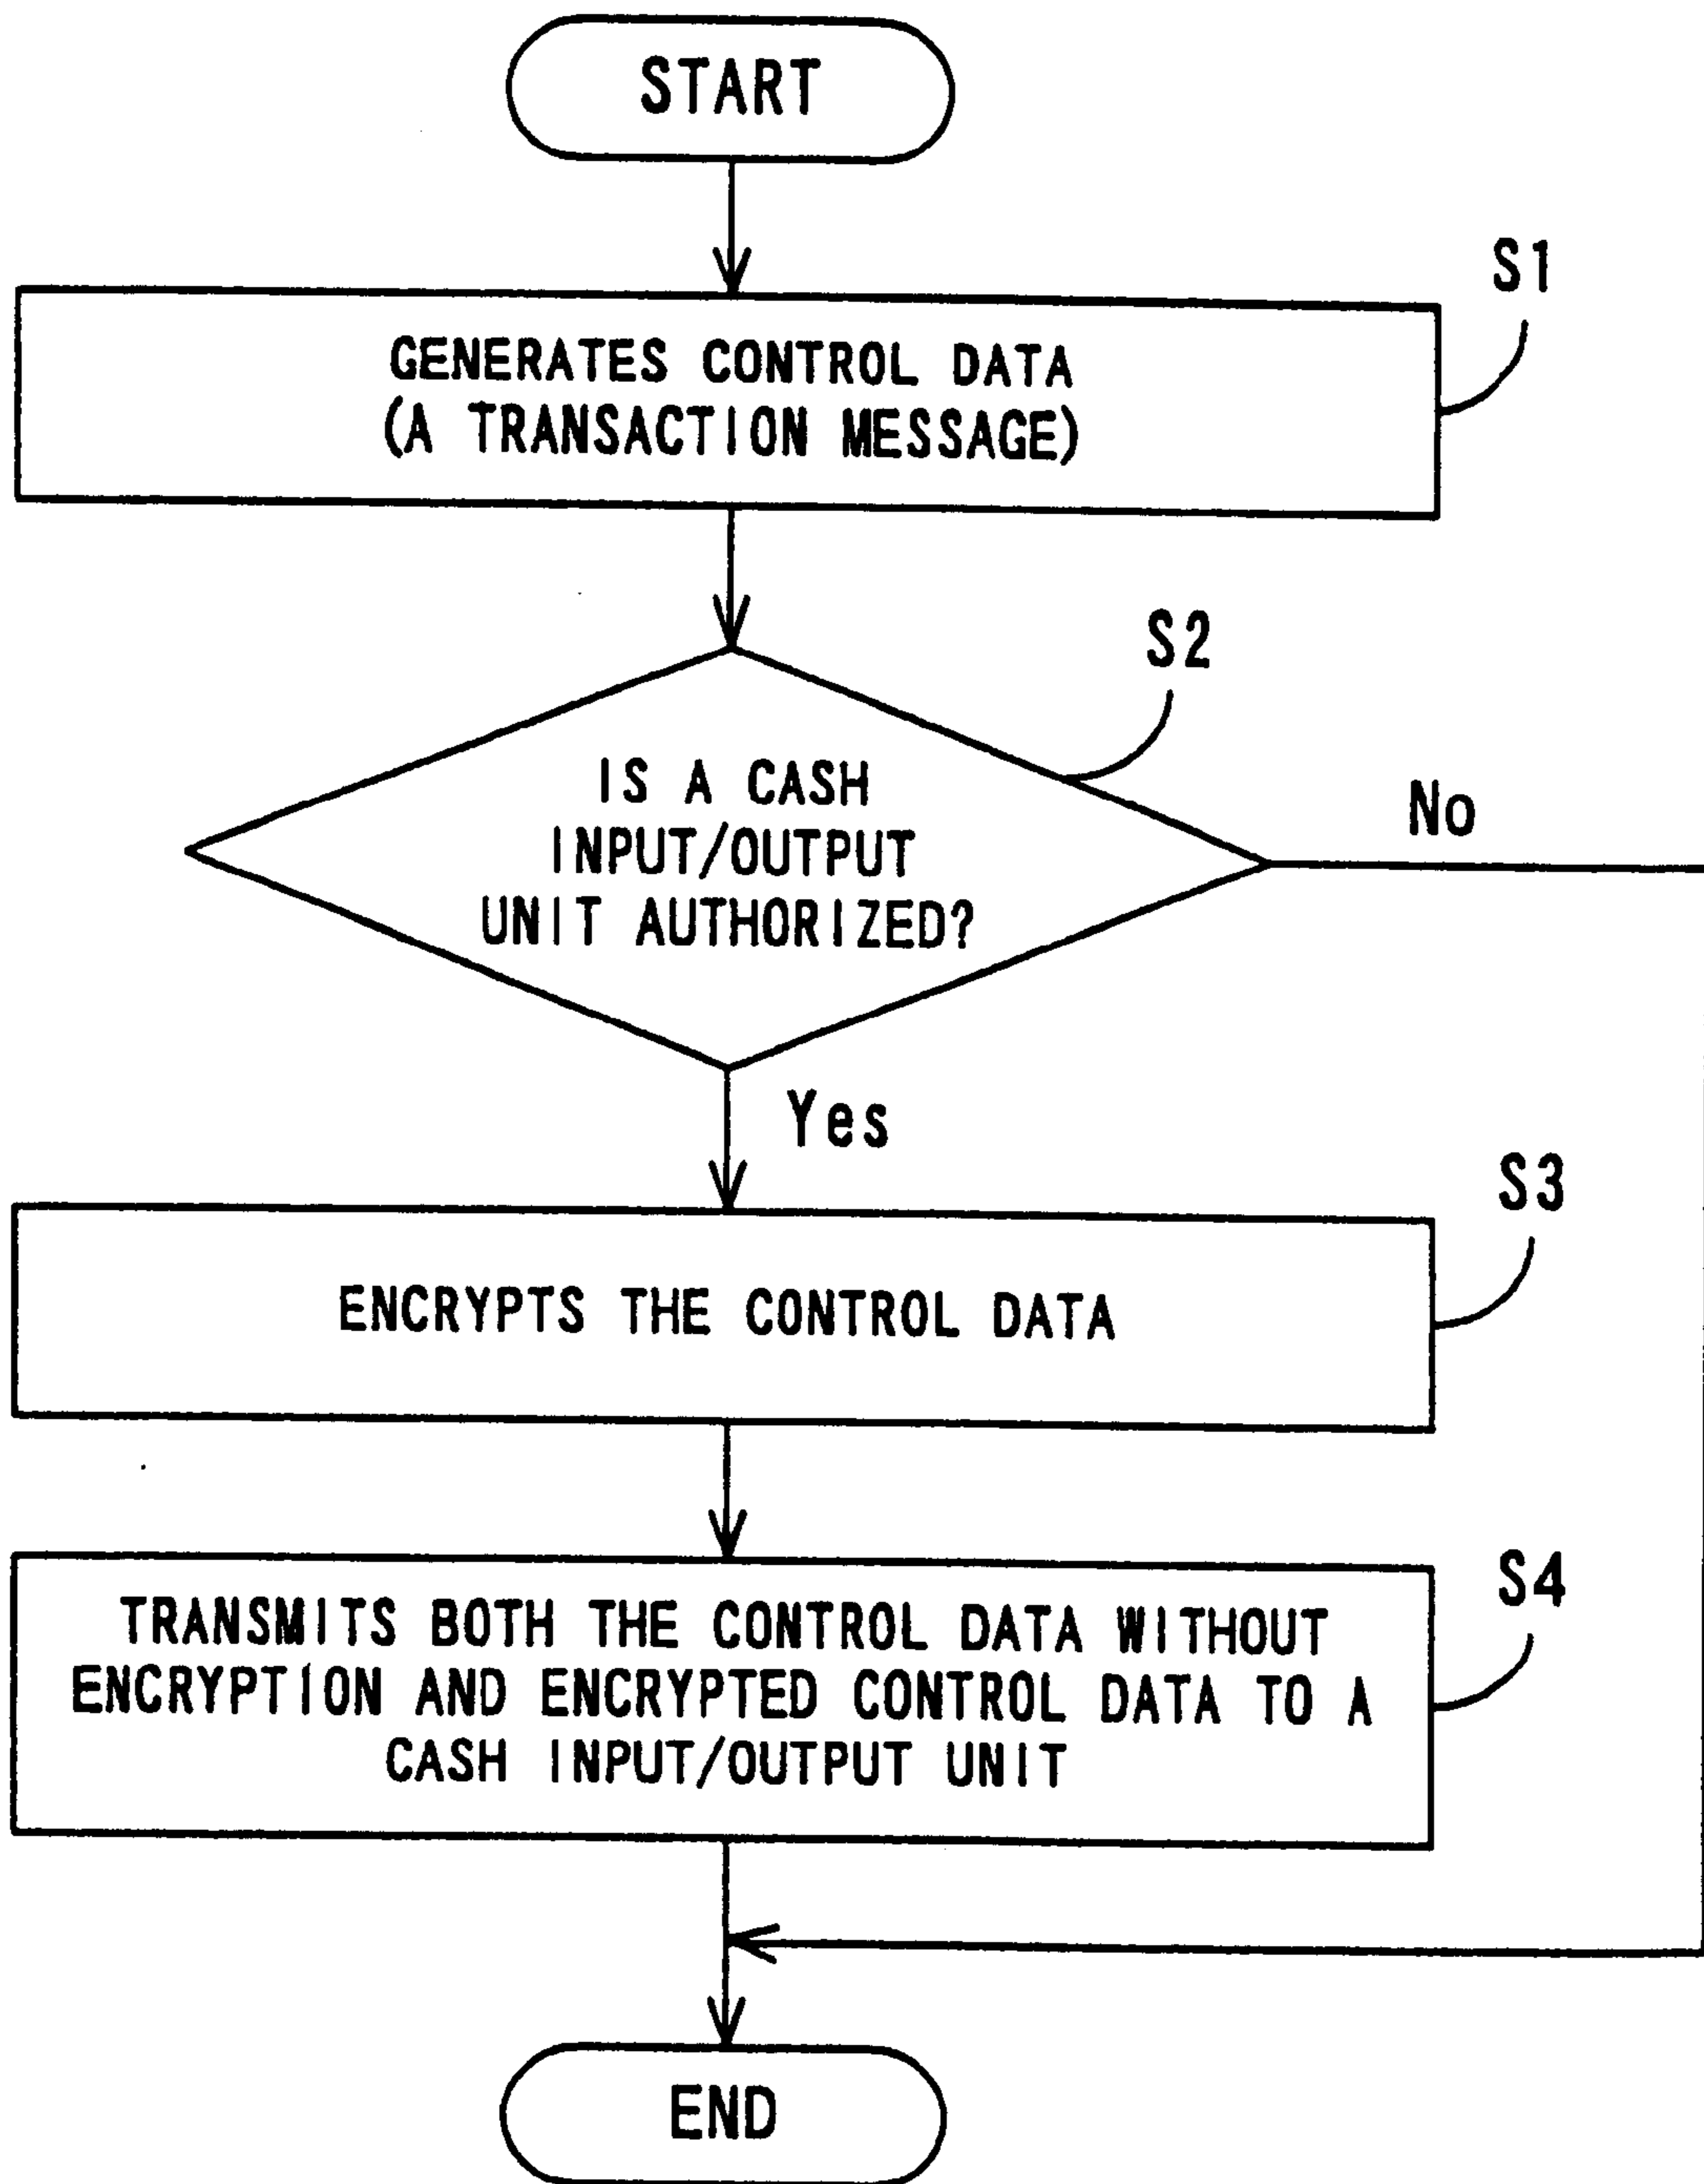 START
S1
GENERATES CONTROL DATA
(A TRANSACTION MESSAGE)
S2
IS A CASH
INPUT/OUTPUT
UNIT AUTHORIZED?
No
Yes
S3
ENCRYPTS THE CONTROL DATA
S4
TRANSMITS BOTH THE CONTROL DATA WITHOUT
ENCRYPTION AND ENCRYPTED CONTROL DATA TO A
CASH INPUT/OUTPUT UNIT
END